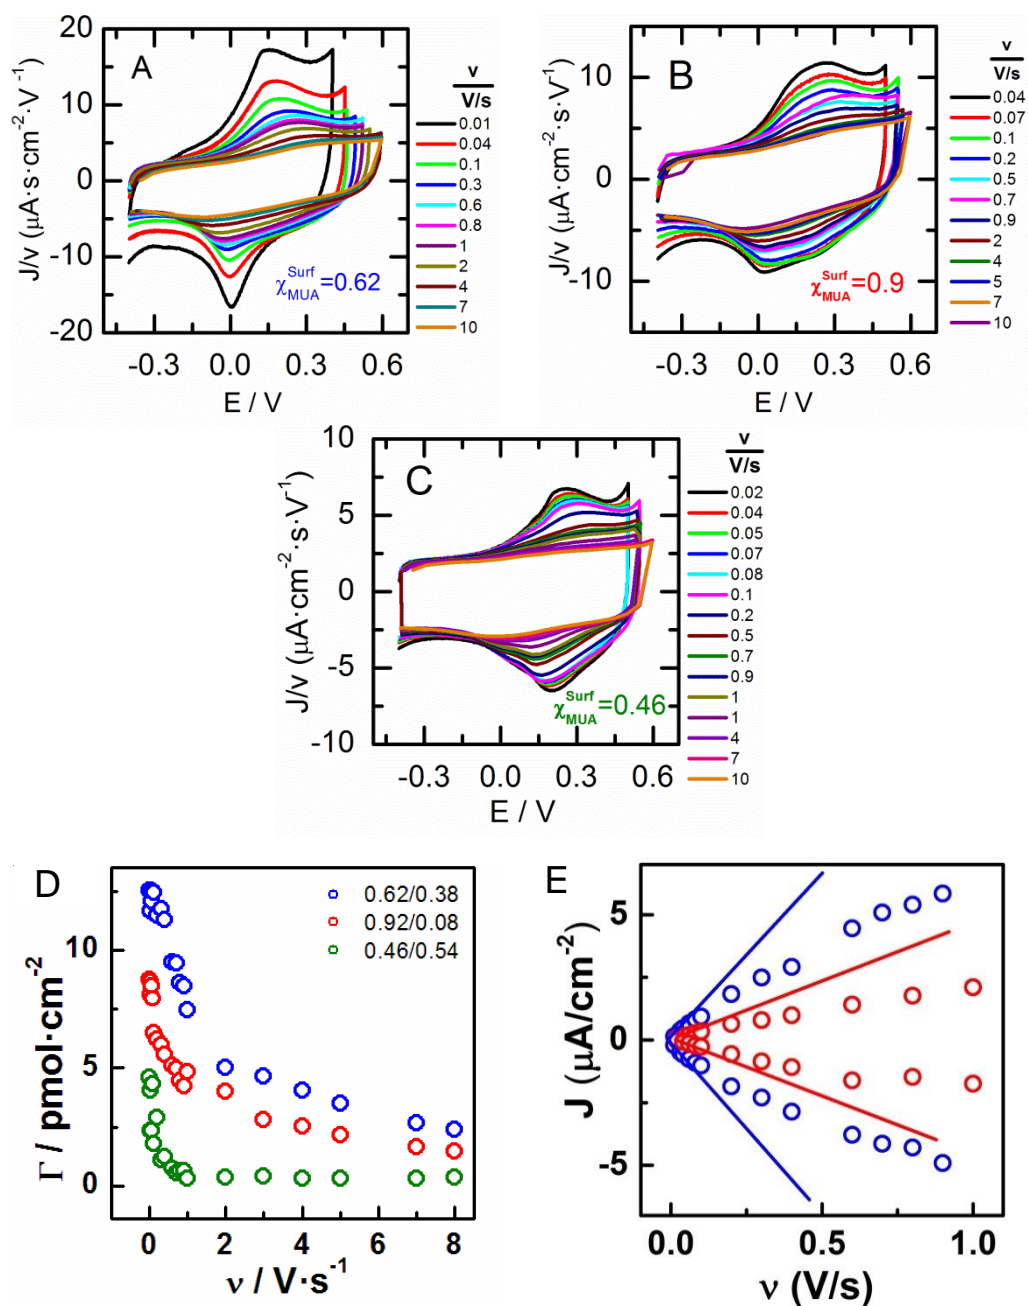 A
20
10
0
-10
-20
J/v (μA·s·cm⁻²·V⁻¹)
-0.3 0.0 0.3 0.6
E / V
χ_MUA^Surf=0.62
v
V/s
0.01
0.04
0.1
0.3
0.6
0.8
1
2
4
7
10
B
10
0
-10
J/v (μA·cm⁻²·s·V⁻¹)
-0.3 0.0 0.3 0.6
E / V
χ_MUA^Surf=0.9
v
V/s
0.04
0.07
0.1
0.2
0.5
0.7
0.9
2
4
5
7
10
C
10
5
0
-5
-10
J/v (μA·cm⁻²·s·V⁻¹)
-0.3 0.0 0.3 0.6
E / V
χ_MUA^Surf=0.46
v
V/s
0.02
0.04
0.05
0.07
0.08
0.1
0.2
0.5
0.7
0.9
1
1
4
7
10
D
10
5
0
Γ / pmol·cm⁻²
0 2 4 6 8
ν / V·s⁻¹
0.62/0.38
0.92/0.08
0.46/0.54
E
5
0
-5
J (μA/cm⁻²)
0.0 0.5 1.0
ν (V/s)